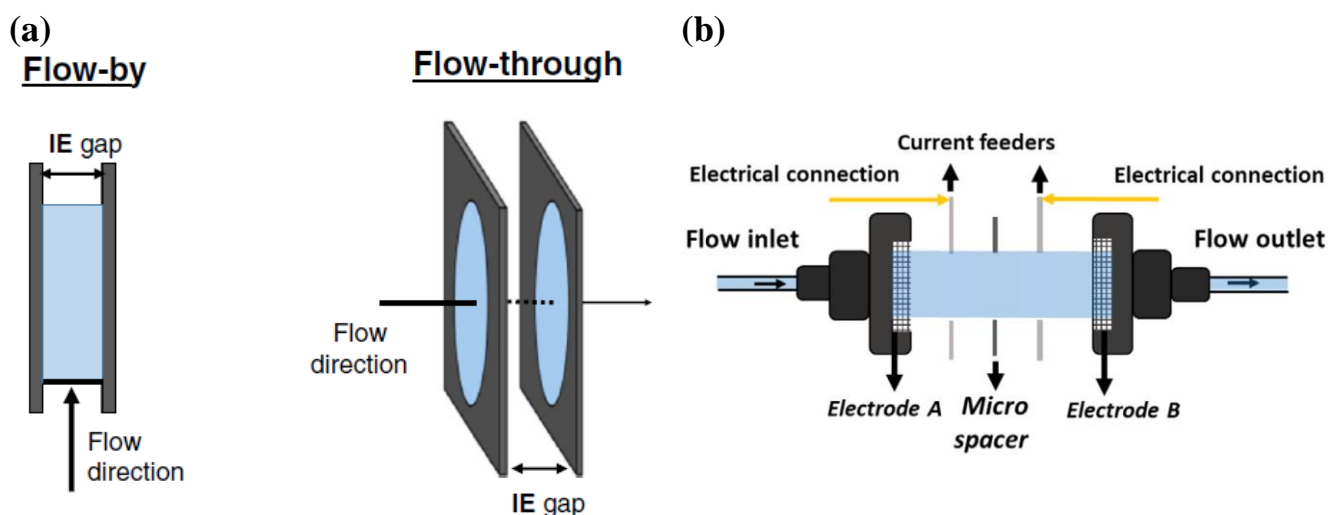 (a)
Flow-by
IE gap
Flow
direction
Flow-through
Flow
direction
IE gap
(b)
Current feeders
Electrical connection
Electrical connection
Flow inlet
Flow outlet
Electrode A
Micro
spacer
Electrode B